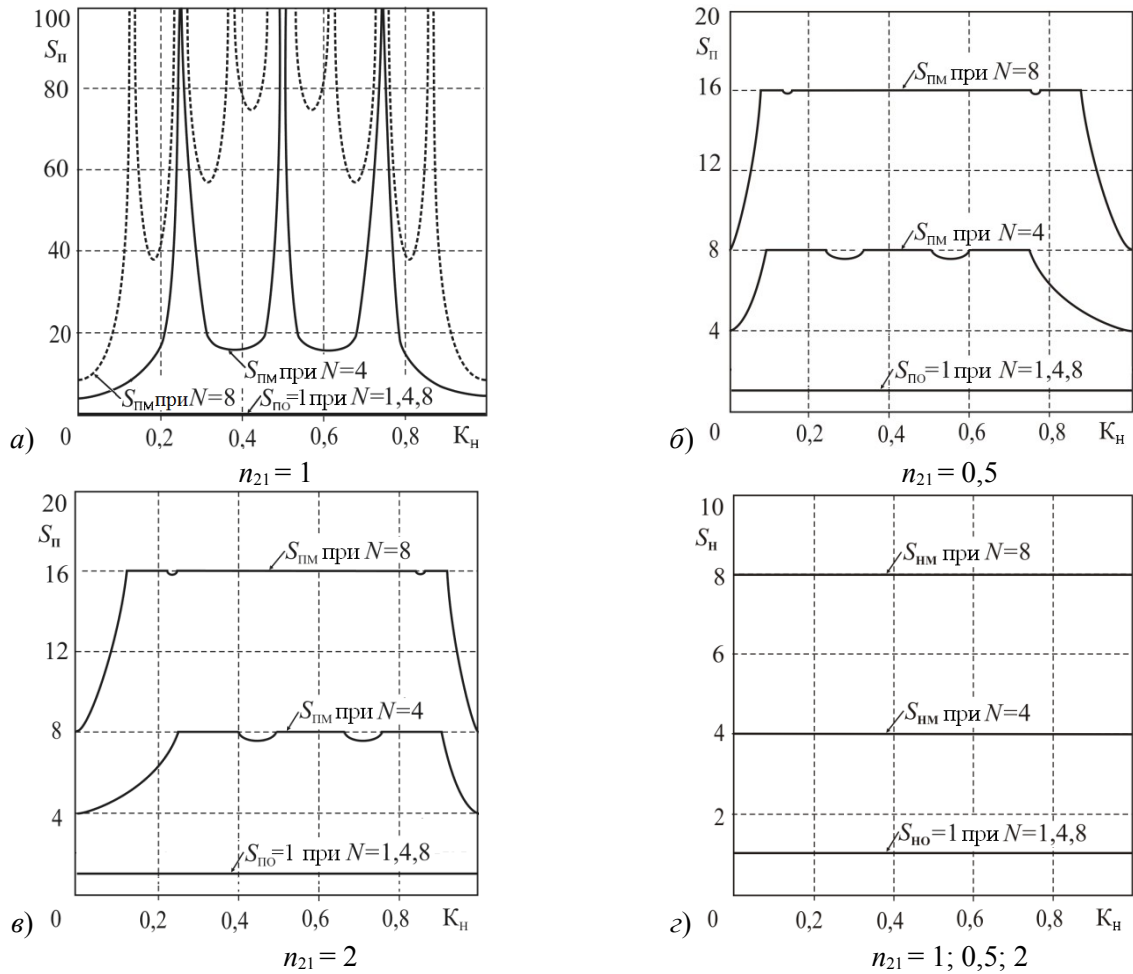 100
S_п
80
60
40
20
0
S_ПМ при N=4
S_ПМ при N=8
S_ПО=1 при N=1,4,8
0,2 0,4 0,6 0,8 К_н
а)
n_21 = 1
20
S_П
16
12
8
4
0
S_ПМ при N=8
S_ПМ при N=4
S_ПО=1 при N=1,4,8
0,2 0,4 0,6 0,8 К_н
б)
n_21 = 0,5
20
S_п
16
12
8
4
0
S_ПМ при N=8
S_ПМ при N=4
S_ПО=1 при N=1,4,8
0,2 0,4 0,6 0,8 К_н
в)
n_21 = 2
10
S_н
8
6
4
2
0
S_нм при N=8
S_нм при N=4
S_но=1 при N=1,4,8
0,2 0,4 0,6 0,8 К_н
г)
n_21 = 1; 0,5; 2